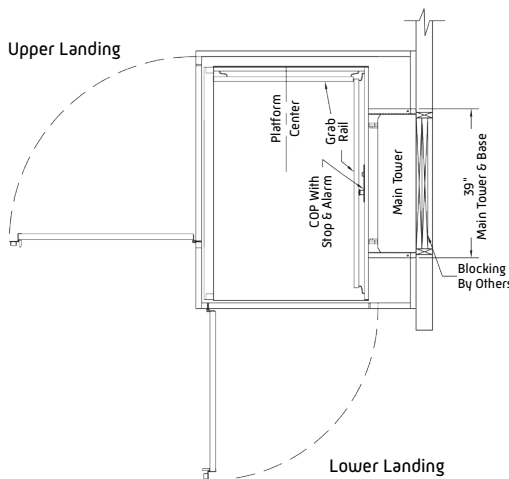 Upper Landing
Platform
Center
Grab
Rail
COP With
Stop & Alarm
Main Tower
39"
Main Tower & Base
Blocking
By Others
Lower Landing